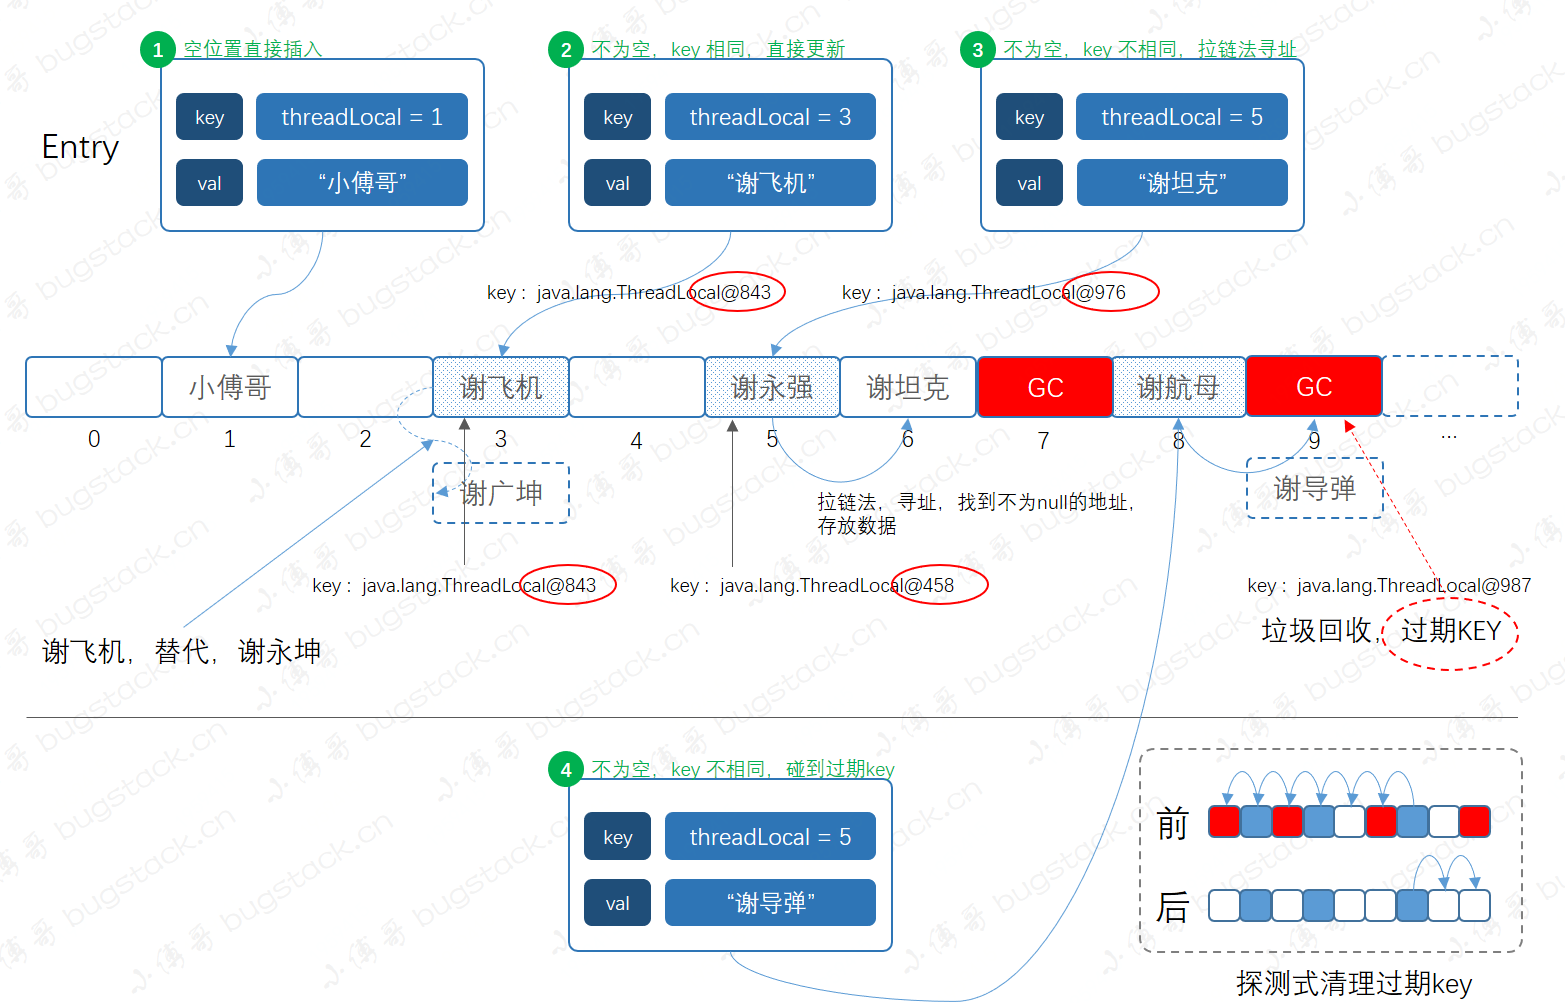 1 空位置直接插入
2 不为空，key 相同，直接更新
3 不为空，key 不相同，拉链法寻址
Entry
key threadLocal = 1
val “小傅哥”
key threadLocal = 3
val “谢飞机”
key threadLocal = 5
val “谢坦克”
key： java.lang.ThreadLocal@843
key： java.lang.ThreadLocal@976
小傅哥 谢飞机 谢永强 谢坦克 GC 谢航母 GC
0 1 2 3 4 5 6 7 8 9 ...
谢广坤
谢导弹
拉链法，寻址，找到不为null的地址，
存放数据
key： java.lang.ThreadLocal@843
key： java.lang.ThreadLocal@458
key： java.lang.ThreadLocal@987
谢飞机，替代，谢永坤
垃圾回收，过期KEY
4 不为空，key 不相同，碰到过期key
key threadLocal = 5
val “谢导弹”
前
后
探测式清理过期key
小傅哥 bugstack.cn